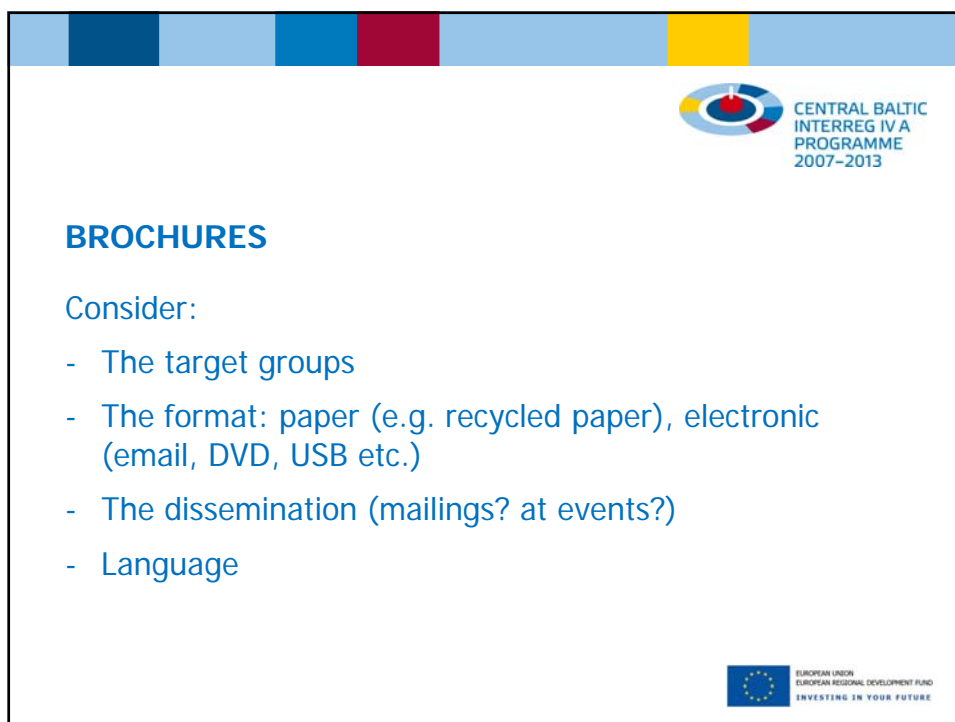 CENTRAL BALTIC
INTERREG IV A
PROGRAMME
2007–2013
BROCHURES
Consider:
- The target groups
- The format: paper (e.g. recycled paper), electronic
(email, DVD, USB etc.)
- The dissemination (mailings? at events?)
- Language
EUROPEAN UNION
EUROPEAN REGIONAL DEVELOPMENT FUND
INVESTING IN YOUR FUTURE